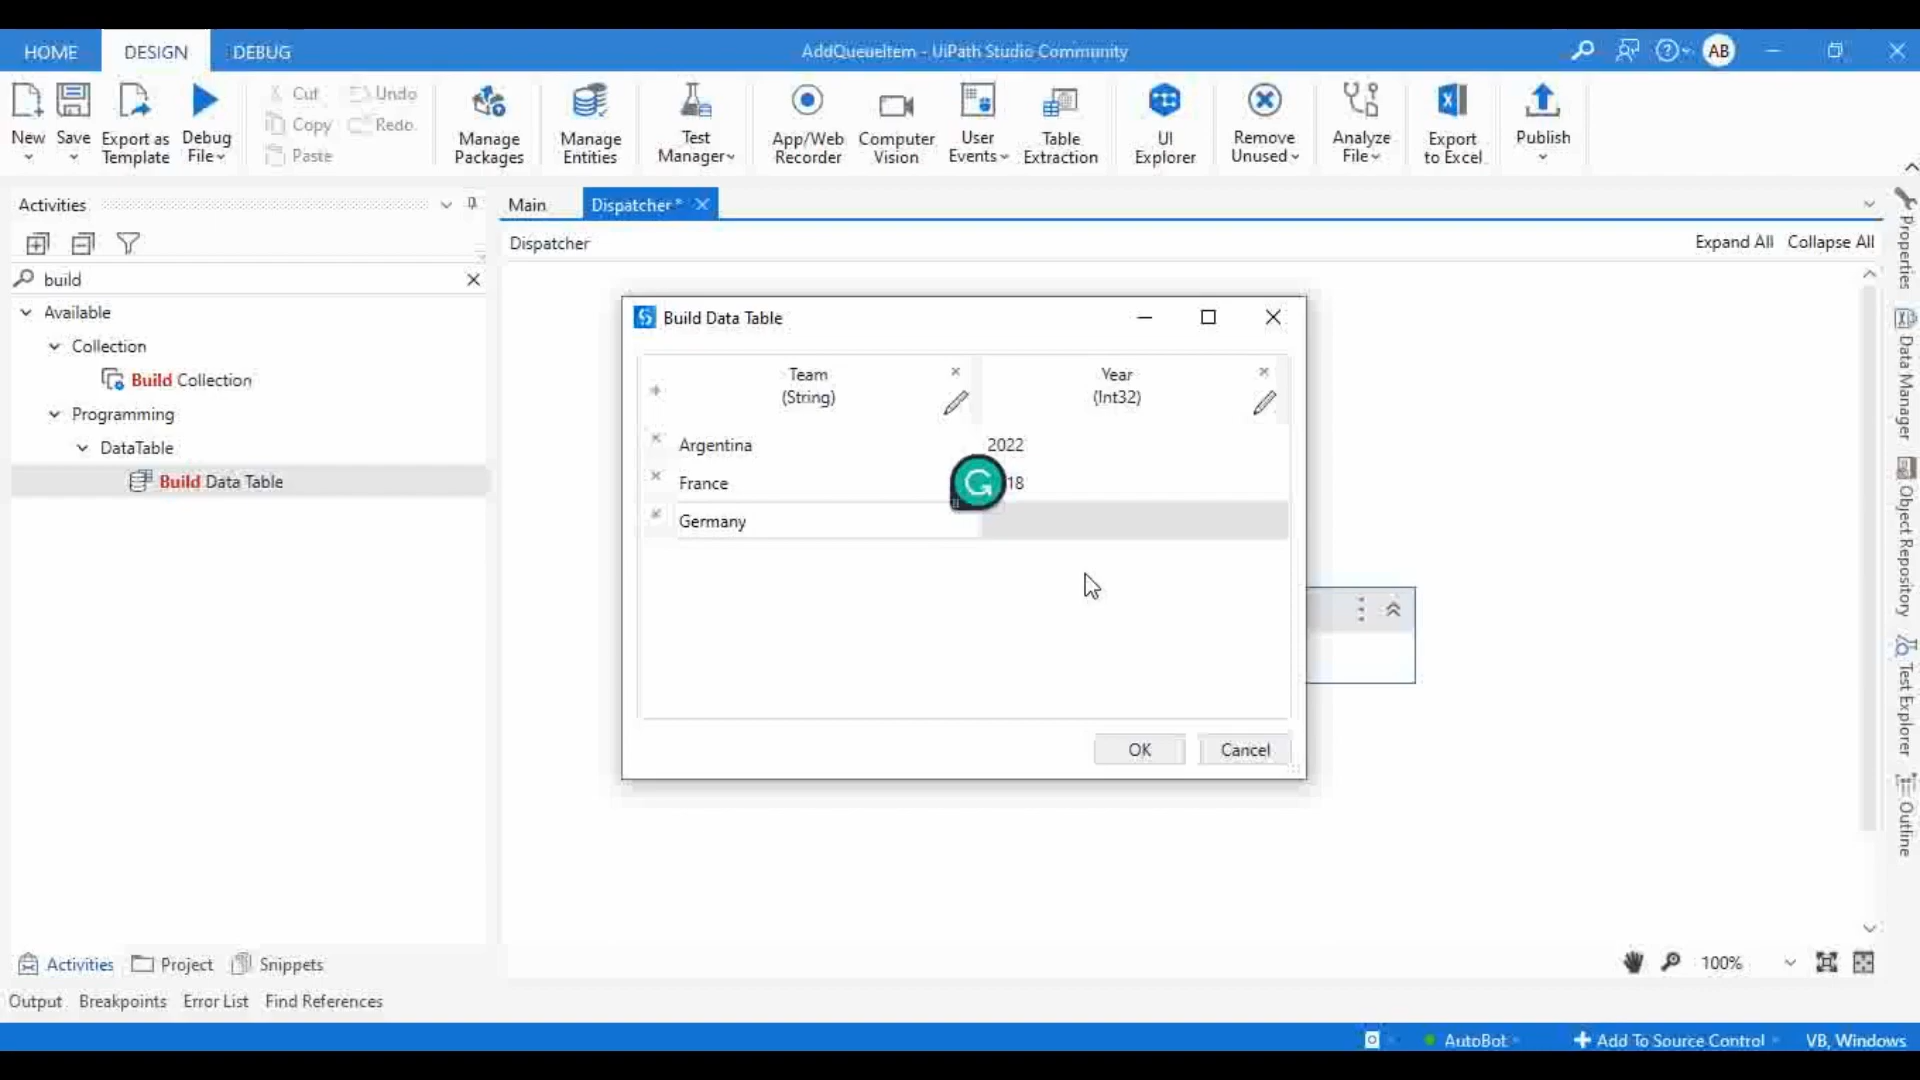 HOME DESIGN DEBUG AddQueueItem - UiPath Studio Community AB
New Save Export as Template Debug File Cut Copy Paste Undo Redo Manage Packages Manage Entities Test Manager App/Web Recorder Computer Vision User Events Table Extraction UI Explorer Remove Unused Analyze File Export to Excel Publish
Activities
Main Dispatcher*
Dispatcher Expand All Collapse All
build
Available
Collection
Build Collection
Programming
DataTable
Build Data Table
Build Data Table
Team Year
(String) (Int32)
Argentina 2022
France 18
Germany
OK Cancel
Properties
Data Manager
Object Repository
Test Explorer
Outline
Activities Project Snippets 100%
Output Breakpoints Error List Find References
AutoBot Add To Source Control VB, Windows